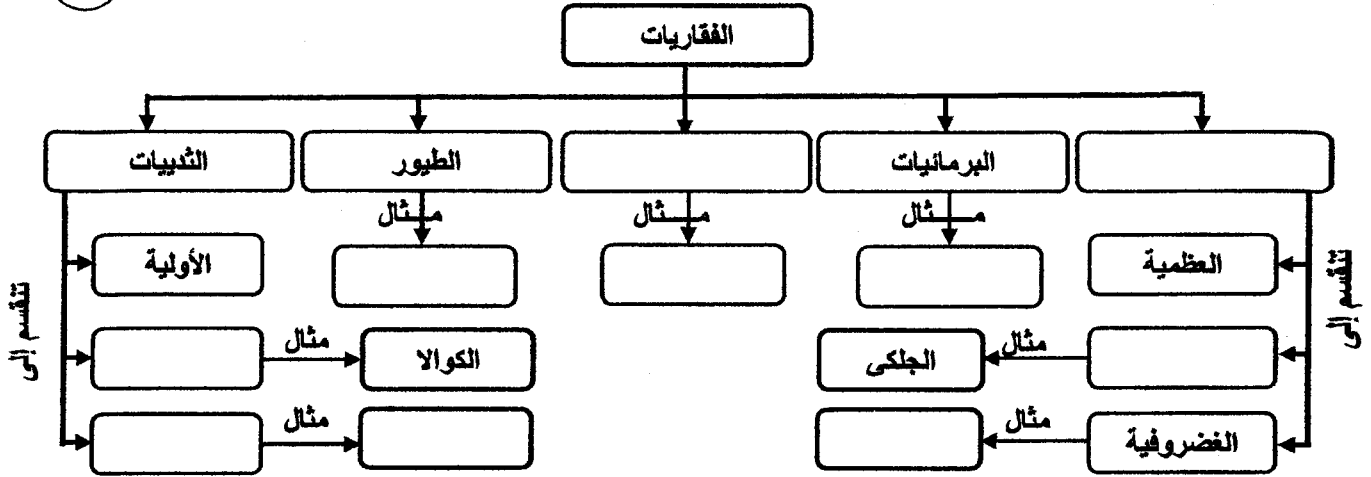 الفقاريات
البرمائيات
الطيور
الثدييات
مثال
مثال
مثال
تنقسم إلى
العظمية
الأولية
تنقسم إلى
مثال
الجلكى
الكوالا
مثال
الغضروفية
مثال
مثال